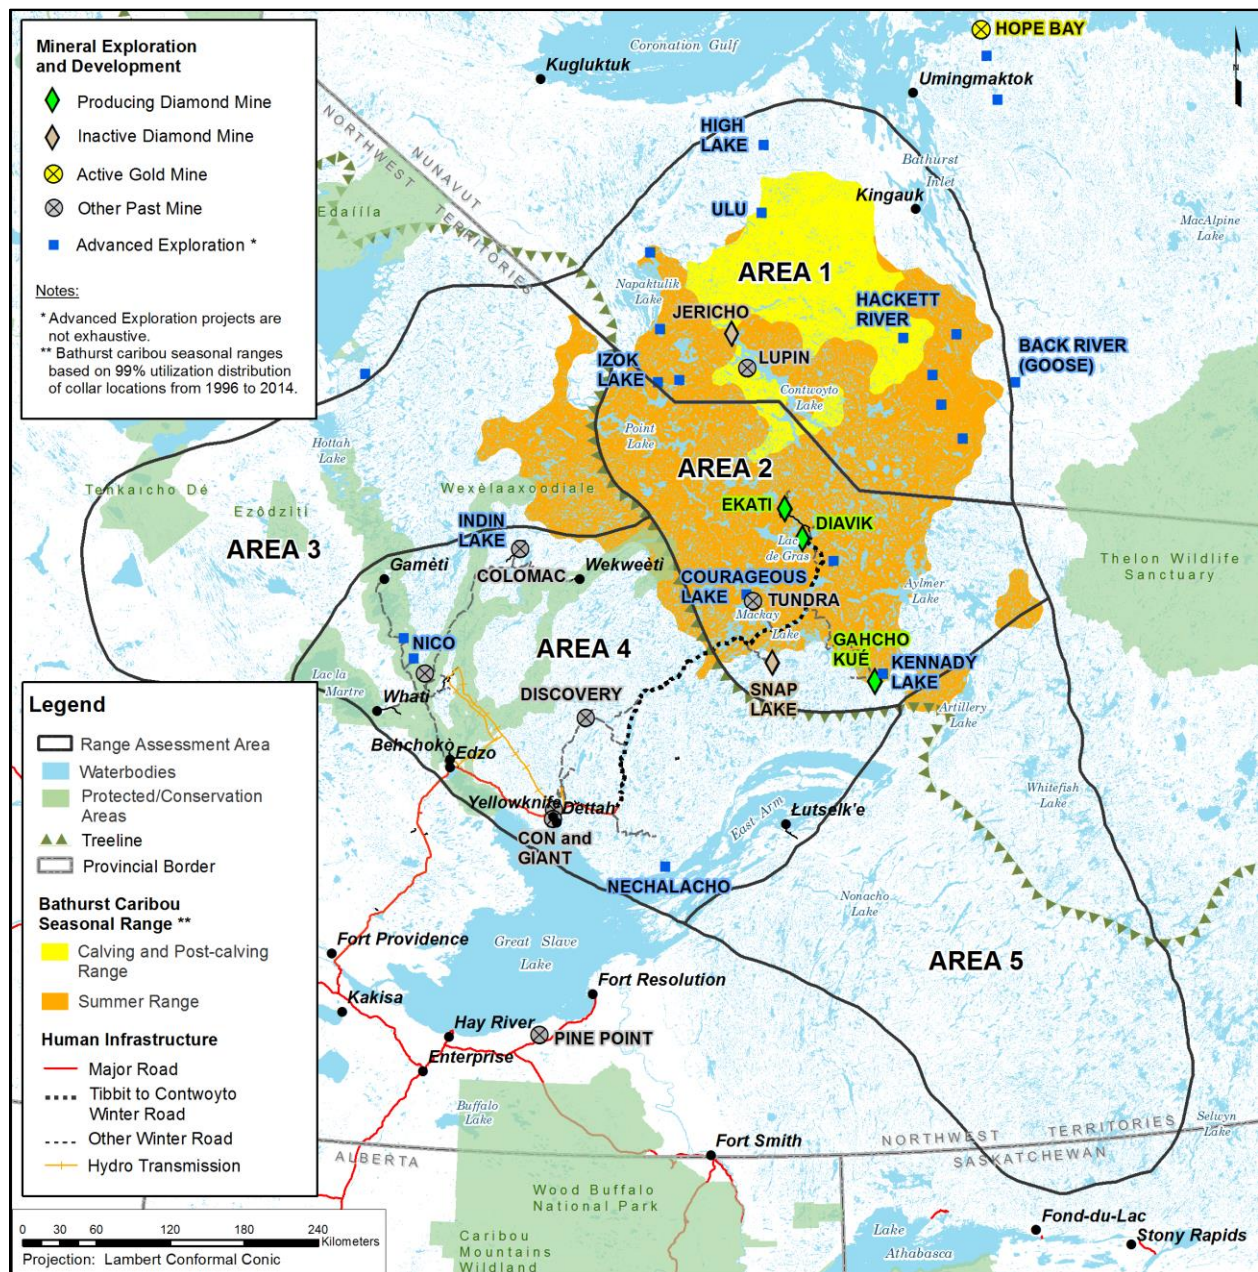 Mineral Exploration
and Development
Producing Diamond Mine
Inactive Diamond Mine
Active Gold Mine
Other Past Mine
Advanced Exploration *
Notes:
* Advanced Exploration projects are
not exhaustive.
** Bathurst caribou seasonal ranges
based on 99% utilization distribution
of collar locations from 1996 to 2014.
Coronation Gulf
Kugluktuk
HOPE BAY
N
Umingmaktok
NORTHWEST TERRITORIES
NUNAVUT
HIGH
LAKE
Bathurst
Inlet
Kingauk
ULU
MacAlpine
Lake
Edaííla
AREA 1
Napaktulik
Lake
JERICHO
HACKETT
RIVER
LUPIN
IZOK
LAKE
BACK RIVER
(GOOSE)
Contwoyto
Lake
Point
Lake
Hottah
Lake
AREA 2
Tenkaıcho Dé
Wexèlaaxoodıale
Ezôdzìtı
EKATI
DIAVIK
Lac
de Gras
INDIN
LAKE
AREA 3
COLOMAC
Gamèti
Wekweèti
Thelon Wildlife
Sanctuary
COURAGEOUS
LAKE
TUNDRA
Mackay
Lake
Aylmer
Lake
NICO
AREA 4
GAHCHO
KUÉ
KENNADY
LAKE
Lac la
Martre
Whati
DISCOVERY
SNAP
LAKE
Artillery
Lake
Behchokò
Edzo
Whitefish
Lake
Yellowknife
Dettah
East Arm
Łutselk'e
CON and
GIANT
NECHALACHO
Nonacho
Lake
Fort Providence
Great Slave
Lake
AREA 5
Kakisa
Fort Resolution
Hay River
PINE POINT
Enterprise
Buffalo
Lake
Fort Smith
NORTHWEST TERRITORIES
SASKATCHEWAN
Selwyn
Lake
ALBERTA
Wood Buffalo
National Park
Caribou
Mountains
Wildland
Fond-du-Lac
Lake
Athabasca
Stony Rapids
Legend
Range Assessment Area
Waterbodies
Protected/Conservation
Areas
Treeline
Provincial Border
Bathurst Caribou
Seasonal Range **
Calving and Post-calving
Range
Summer Range
Human Infrastructure
Major Road
Tibbit to Contwoyto
Winter Road
Other Winter Road
Hydro Transmission
0 30 60 120 180 240
Kilometers
Projection: Lambert Conformal Conic